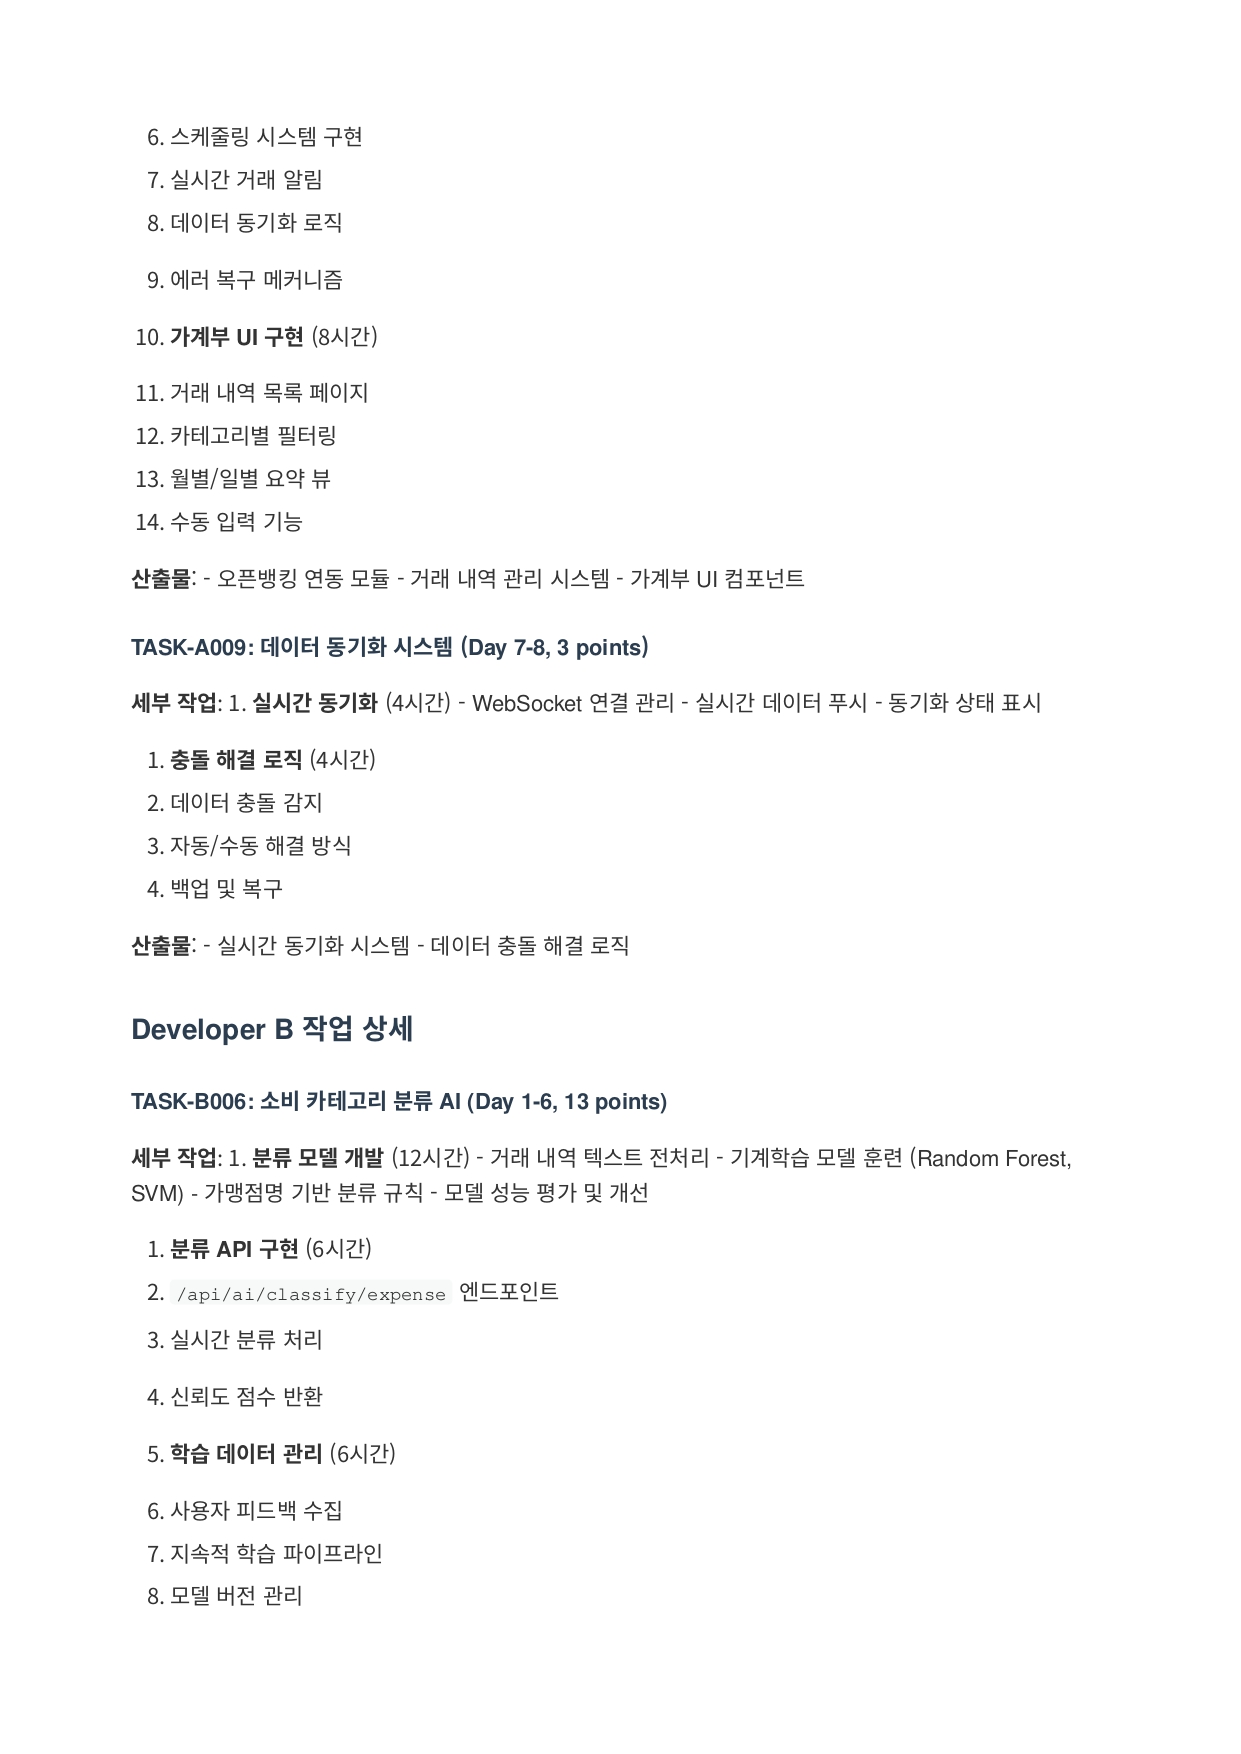 6. 스케줄링 시스템 구현
7. 실시간 거래 알림
8. 데이터 동기화 로직
9. 에러 복구 메커니즘
10. 가계부 UI 구현 (8시간)
11. 거래 내역 목록 페이지
12. 카테고리별 필터링
13. 월별/일별 요약 뷰
14. 수동 입력 기능
산출물: - 오픈뱅킹 연동 모듈 - 거래 내역 관리 시스템 - 가계부 UI 컴포넌트
TASK-A009: 데이터 동기화 시스템 (Day 7-8, 3 points)
세부 작업: 1. 실시간 동기화 (4시간) - WebSocket 연결 관리 - 실시간 데이터 푸시 - 동기화 상태 표시
1. 충돌 해결 로직 (4시간)
2. 데이터 충돌 감지
3. 자동/수동 해결 방식
4. 백업 및 복구
산출물: - 실시간 동기화 시스템 - 데이터 충돌 해결 로직
Developer B 작업 상세
TASK-B006: 소비 카테고리 분류 AI (Day 1-6, 13 points)
세부 작업: 1. 분류 모델 개발 (12시간) - 거래 내역 텍스트 전처리 - 기계학습 모델 훈련 (Random Forest,
SVM) - 가맹점명 기반 분류 규칙 - 모델 성능 평가 및 개선
1. 분류 API 구현 (6시간)
2. /api/ai/classify/expense 엔드포인트
3. 실시간 분류 처리
4. 신뢰도 점수 반환
5. 학습 데이터 관리 (6시간)
6. 사용자 피드백 수집
7. 지속적 학습 파이프라인
8. 모델 버전 관리